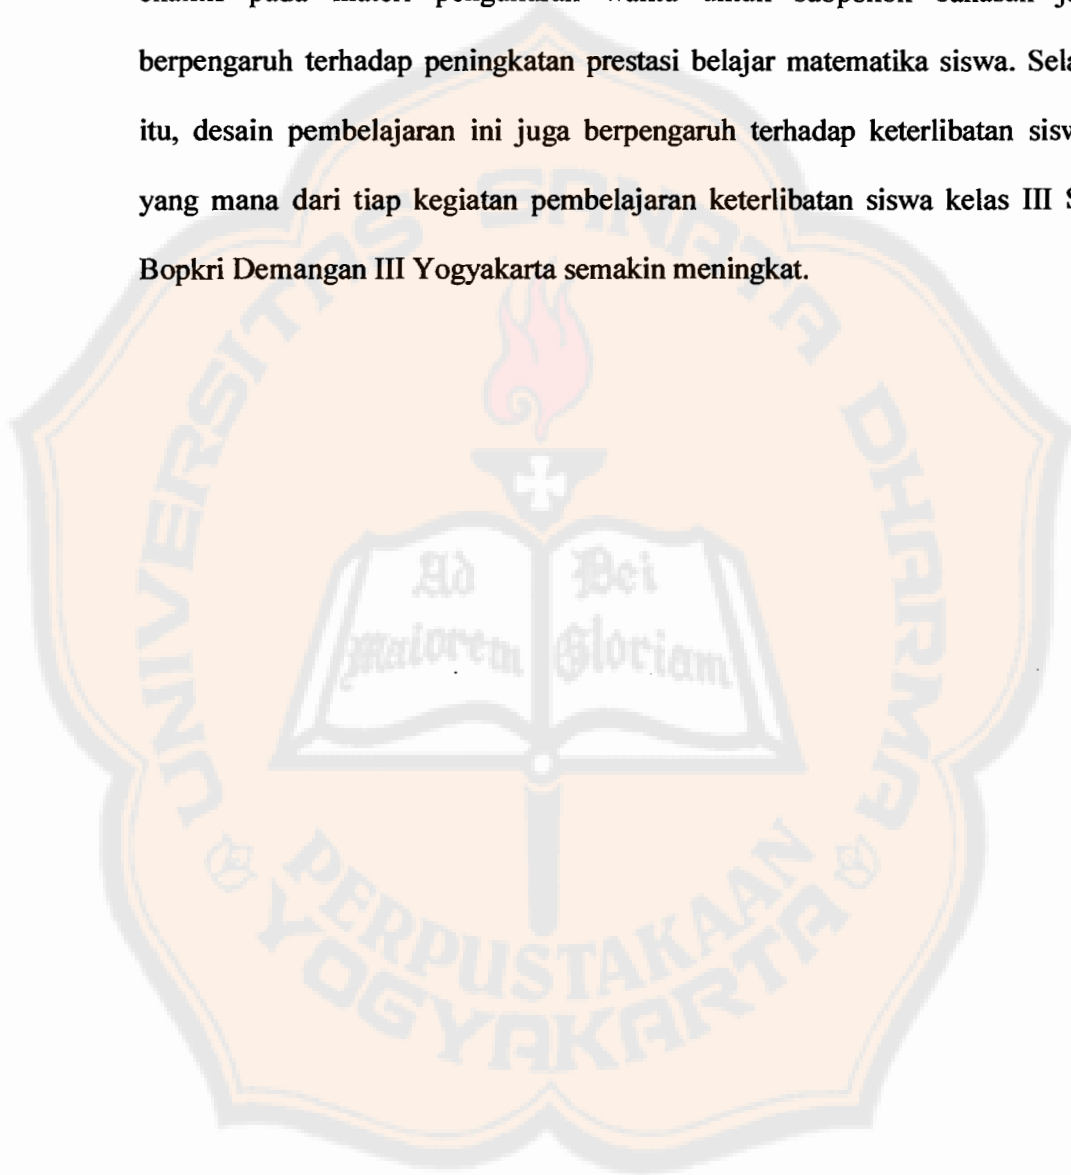 berpengaruh terhadap peningkatan prestasi belajar matematika siswa.
itu, desain pembelajaran ini juga berpengaruh terhadap keterlibatan
yang mana dari tiap kegiatan pembelajaran keterlibatan siswa kelas III
Bopkri Demangan III Yogyakarta semakin meningkat.
UNIVERSITAS SANATA DHARMA
Ad Dei
Maiorem Gloriam
PERPUSTAKAAN
YOGYAKARTA